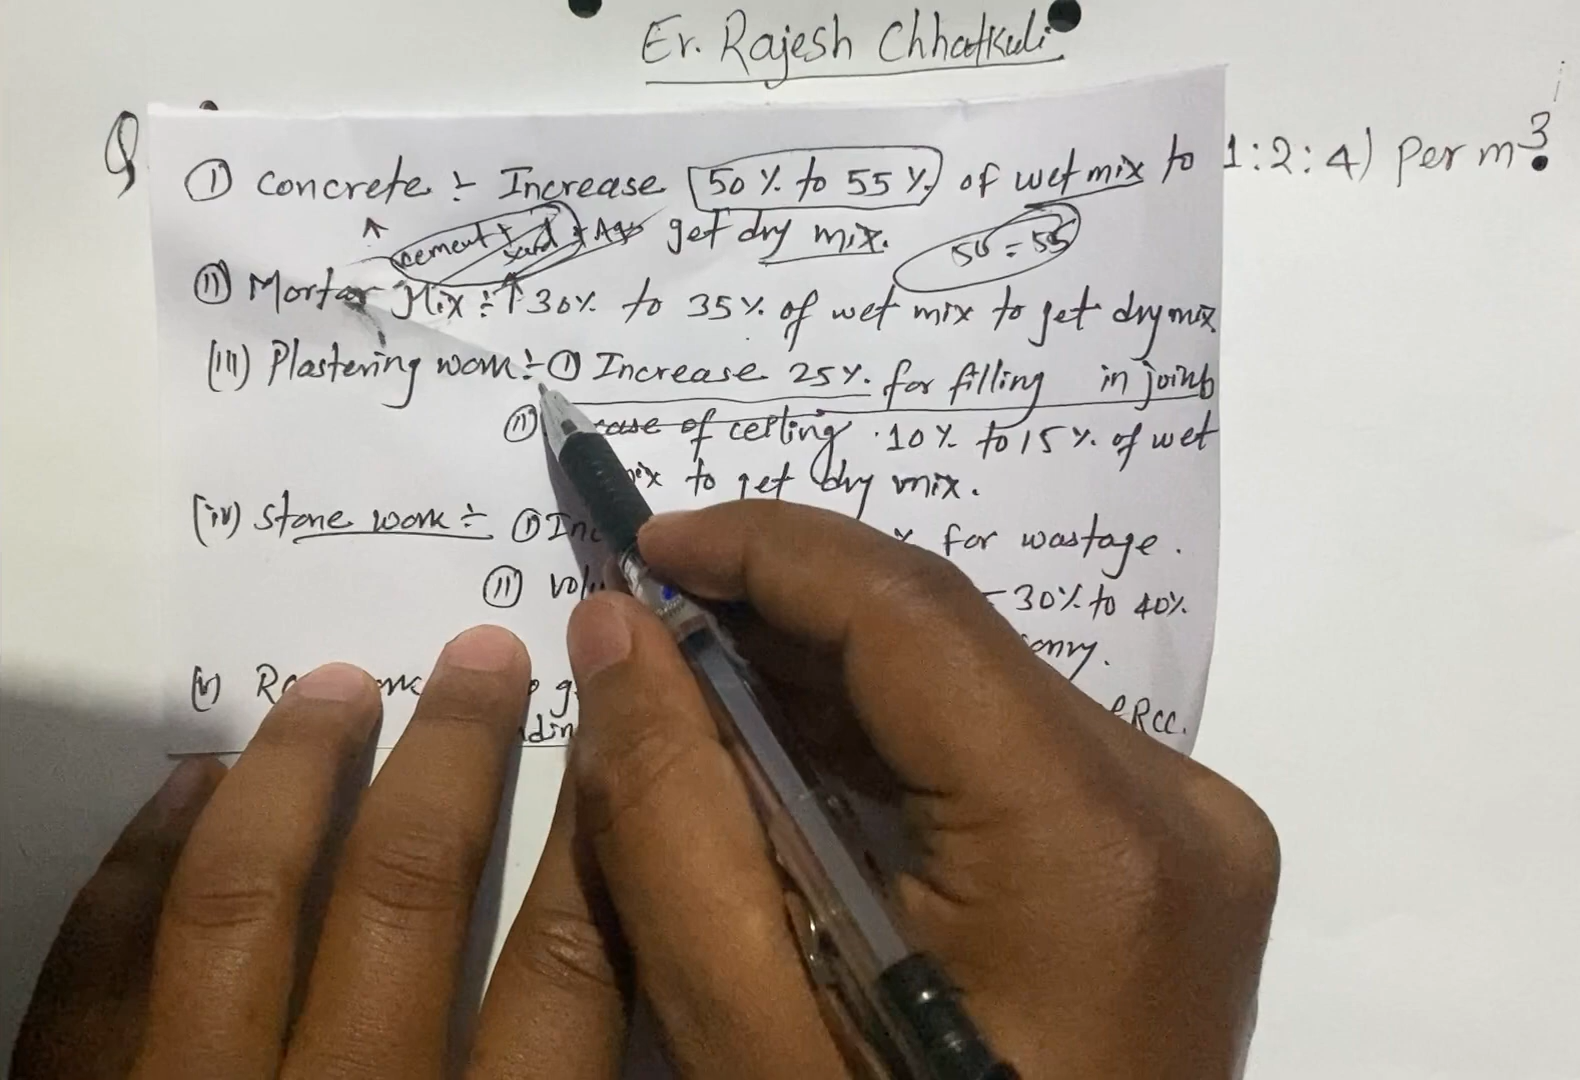 Er. Rajesh Chhatkuli
Q 1:2:4) per m³?
① Concrete :- Increase 50% to 55% of wet mix to
cement + sand + Agg get dry mix. 50 = 55
(II) Mortar Mix :- ↑ 30% to 35% of wet mix to get dry mix
(III) Plastering work :- ① Increase 25% for filling in joints
(II) case of ceiling 10% to 15% of wet
mix to get dry mix.
(iv) Stone work :- ① Inc % for wastage.
(II) Volu = 30% to 40%
(v) RCC.